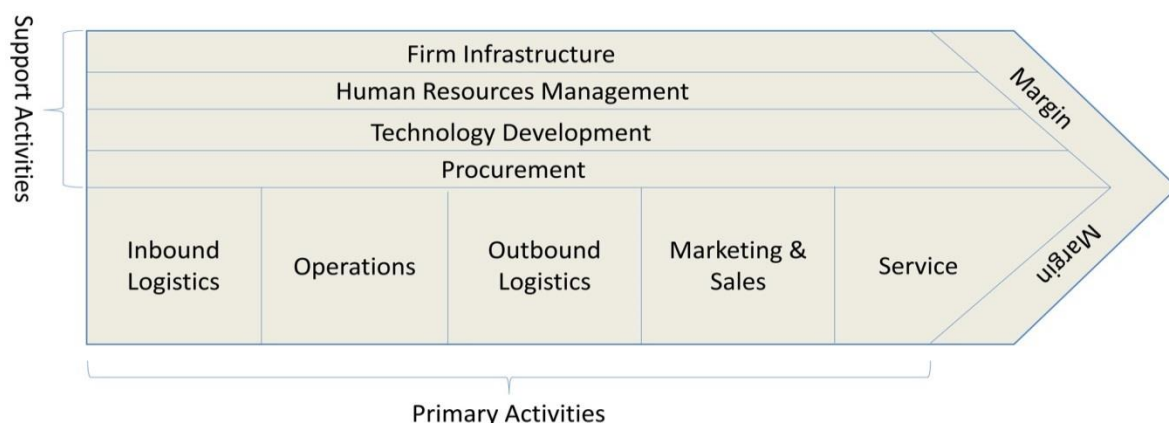 Support Activities
Firm Infrastructure
Human Resources Management
Technology Development
Procurement
Margin
Inbound
Logistics
Operations
Outbound
Logistics
Marketing &
Sales
Service
Margin
Primary Activities